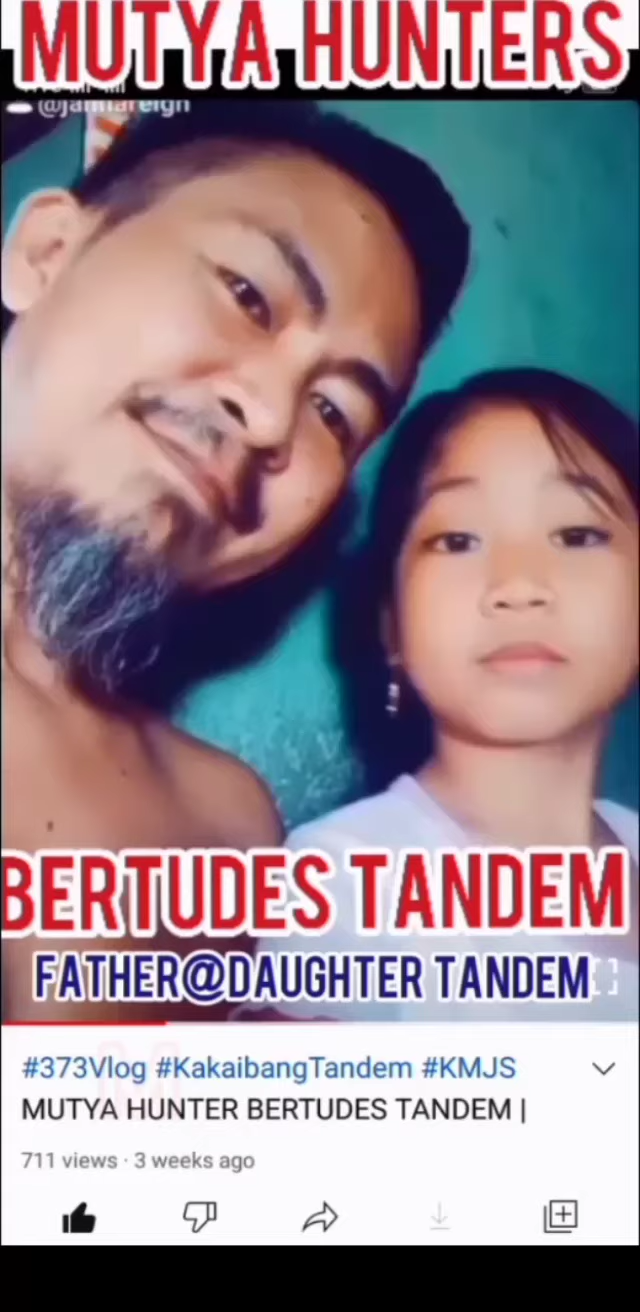 MUTYA HUNTERS
BERTUDES TANDEM
FATHER@DAUGHTER TANDEM
#373Vlog #KakaibangTandem #KMJS
MUTYA HUNTER BERTUDES TANDEM |
711 views · 3 weeks ago